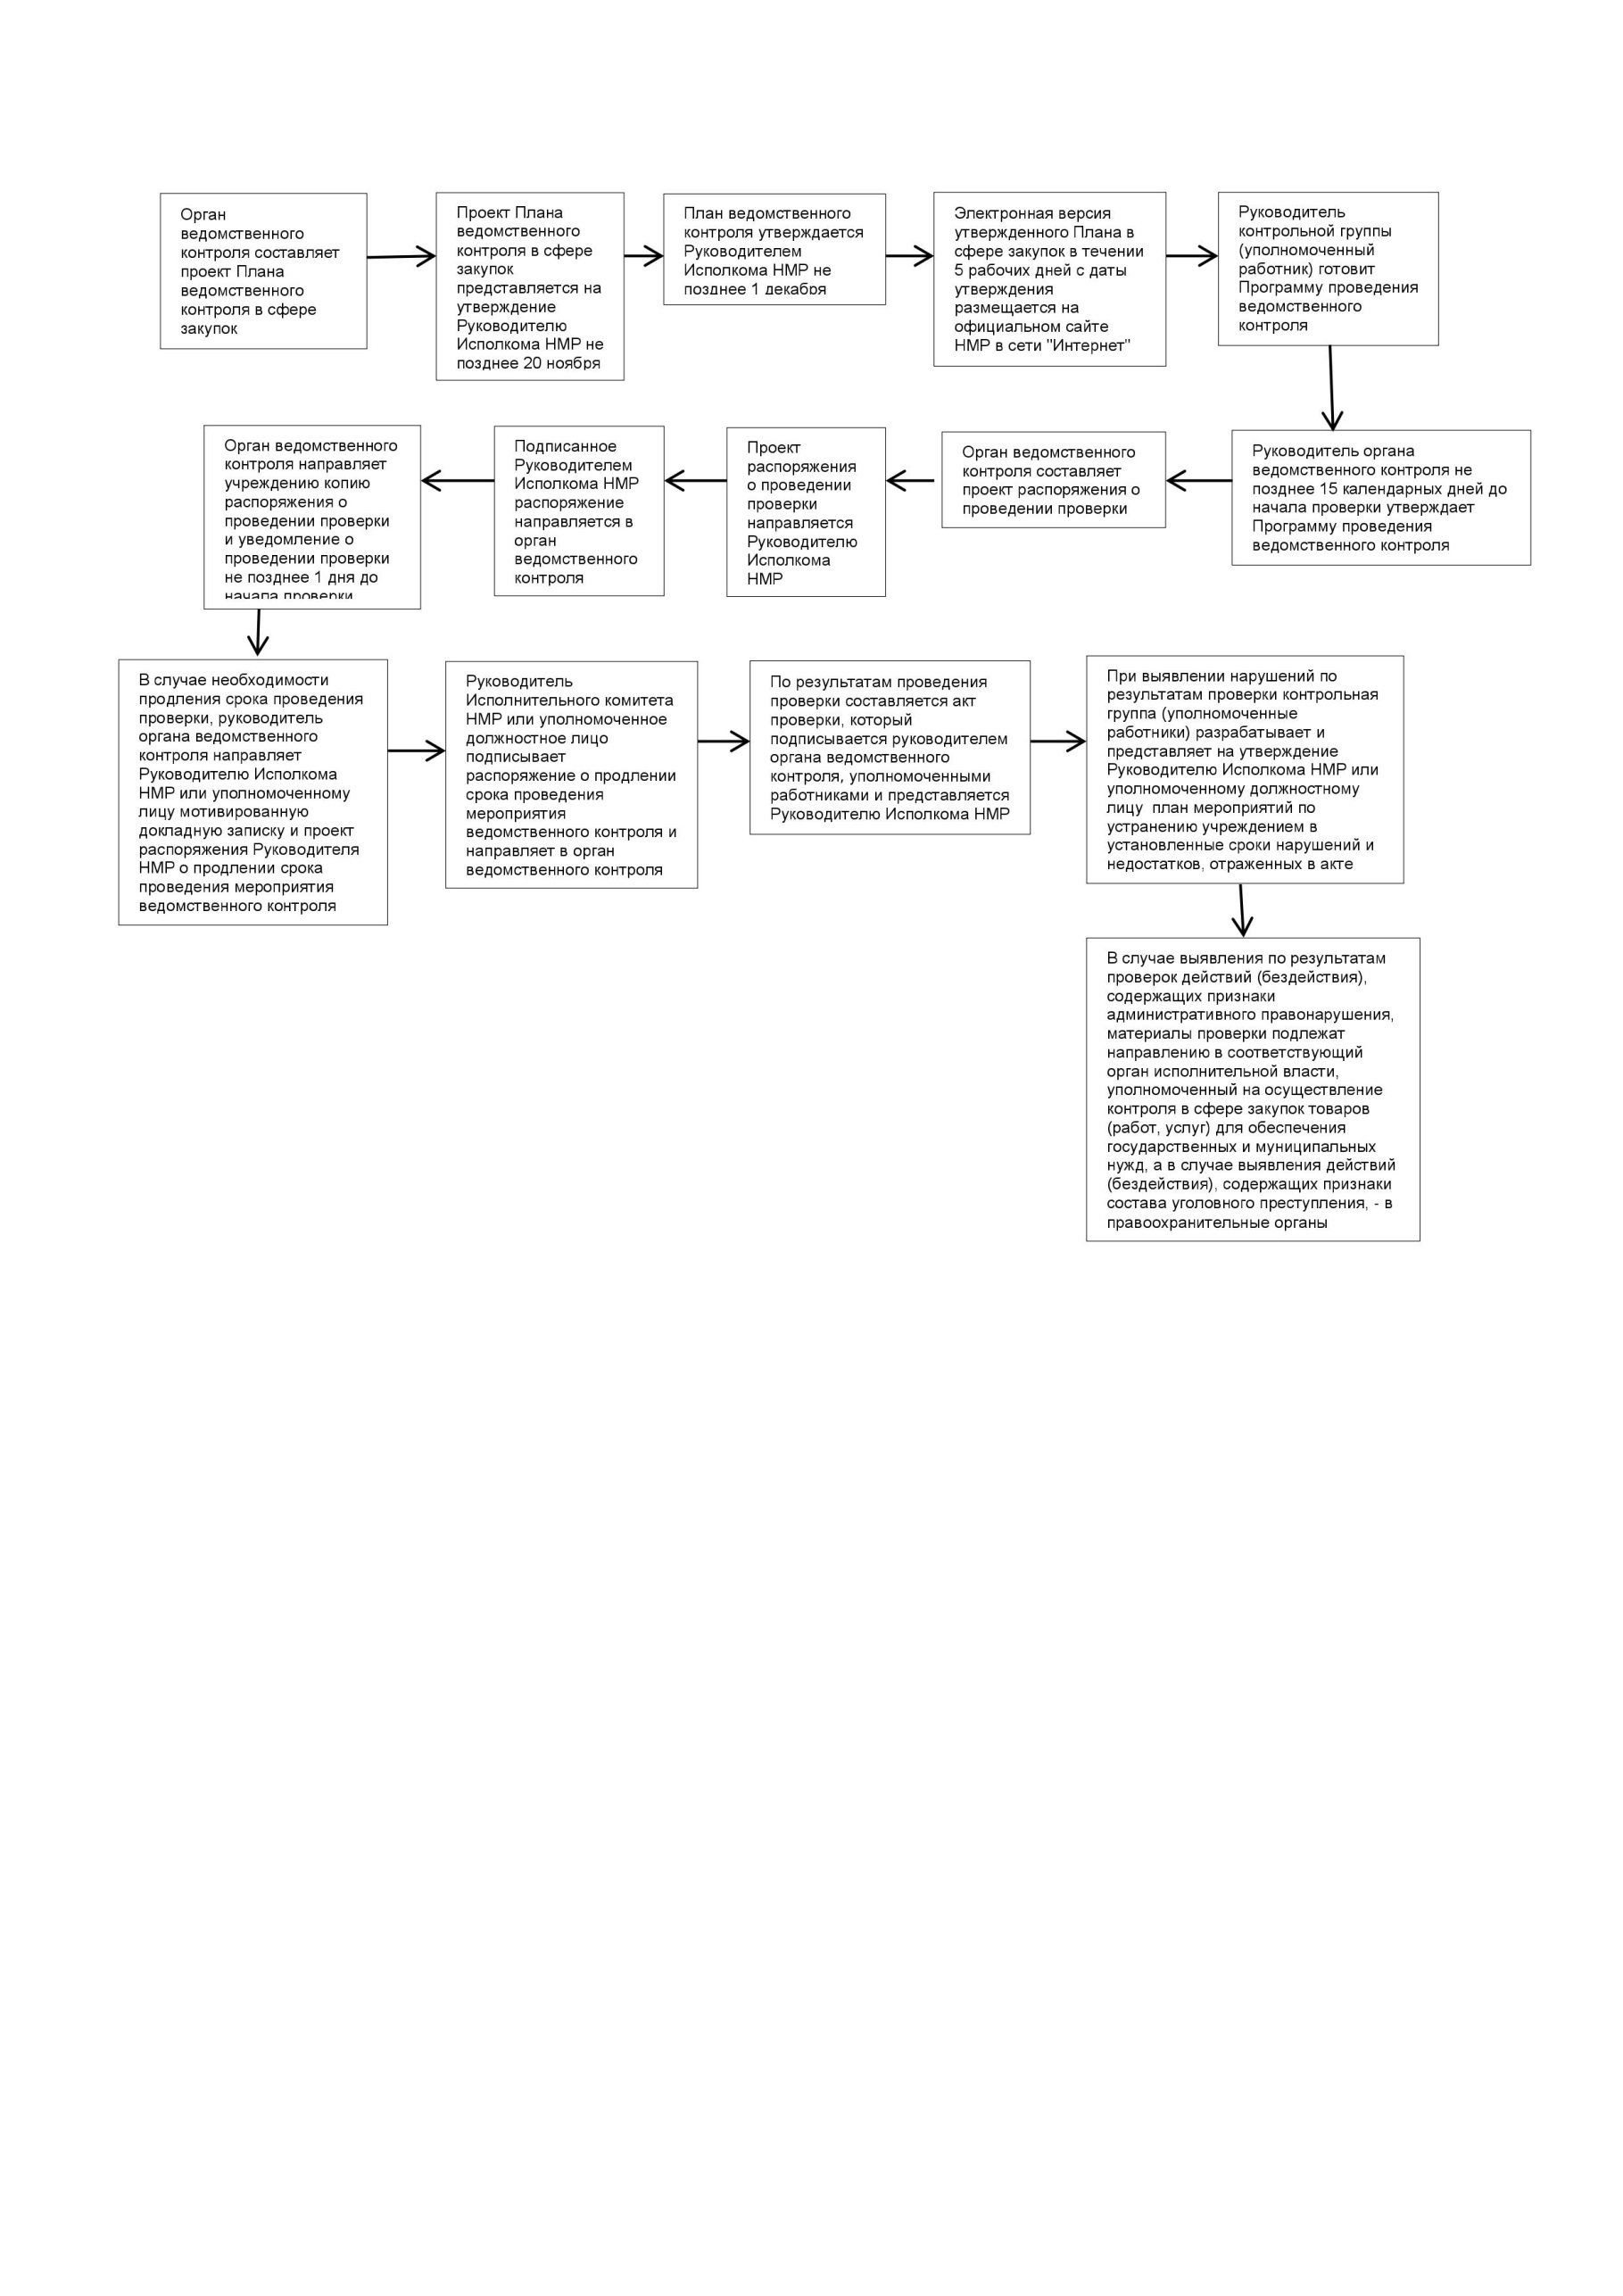 Орган
ведомственного
контроля составляет
проект Плана
ведомственного
контроля в сфере
закупок
Проект Плана
ведомственного
контроля в сфере
закупок
представляется на
утверждение
Руководителю
Исполкома НМР не
позднее 20 ноября
План ведомственного
контроля утверждается
Руководителем
Исполкома НМР не
позднее 1 декабря
Электронная версия
утвержденного Плана в
сфере закупок в течении
5 рабочих дней с даты
утверждения
размещается на
официальном сайте
НМР в сети "Интернет"
Руководитель
контрольной группы
(уполномоченный
работник) готовит
Программу проведения
ведомственного
контроля
Руководитель органа
ведомственного контроля не
позднее 15 календарных дней до
начала проверки утверждает
Программу проведения
ведомственного контроля
Орган ведомственного
контроля составляет
проект распоряжения о
проведении проверки
Проект
распоряжения
о проведении
проверки
направляется
Руководителю
Исполкома
НМР
Подписанное
Руководителем
Исполкома НМР
распоряжение
направляется в
орган
ведомственного
контроля
Орган ведомственного
контроля направляет
учреждению копию
распоряжения о
проведении проверки
и уведомление о
проведении проверки
не позднее 1 дня до
начала проверки
В случае необходимости
продления срока проведения
проверки, руководитель
органа ведомственного
контроля направляет
Руководителю Исполкома
НМР или уполномоченному
лицу мотивированную
докладную записку и проект
распоряжения Руководителя
НМР о продлении срока
проведения мероприятия
ведомственного контроля
Руководитель
Исполнительного комитета
НМР или уполномоченное
должностное лицо
подписывает
распоряжение о продлении
срока проведения
мероприятия
ведомственного контроля и
направляет в орган
ведомственного контроля
По результатам проведения
проверки составляется акт
проверки, который
подписывается руководителем
органа ведомственного
контроля, уполномоченными
работниками и представляется
Руководителю Исполкома НМР
При выявлении нарушений по
результатам проверки контрольная
группа (уполномоченные
работники) разрабатывает и
представляет на утверждение
Руководителю Исполкома НМР или
уполномоченному должностному
лицу план мероприятий по
устранению учреждением в
установленные сроки нарушений и
недостатков, отраженных в акте
В случае выявления по результатам
проверок действий (бездействия),
содержащих признаки
административного правонарушения,
материалы проверки подлежат
направлению в соответствующий
орган исполнительной власти,
уполномоченный на осуществление
контроля в сфере закупок товаров
(работ, услуг) для обеспечения
государственных и муниципальных
нужд, а в случае выявления действий
(бездействия), содержащих признаки
состава уголовного преступления, - в
правоохранительные органы